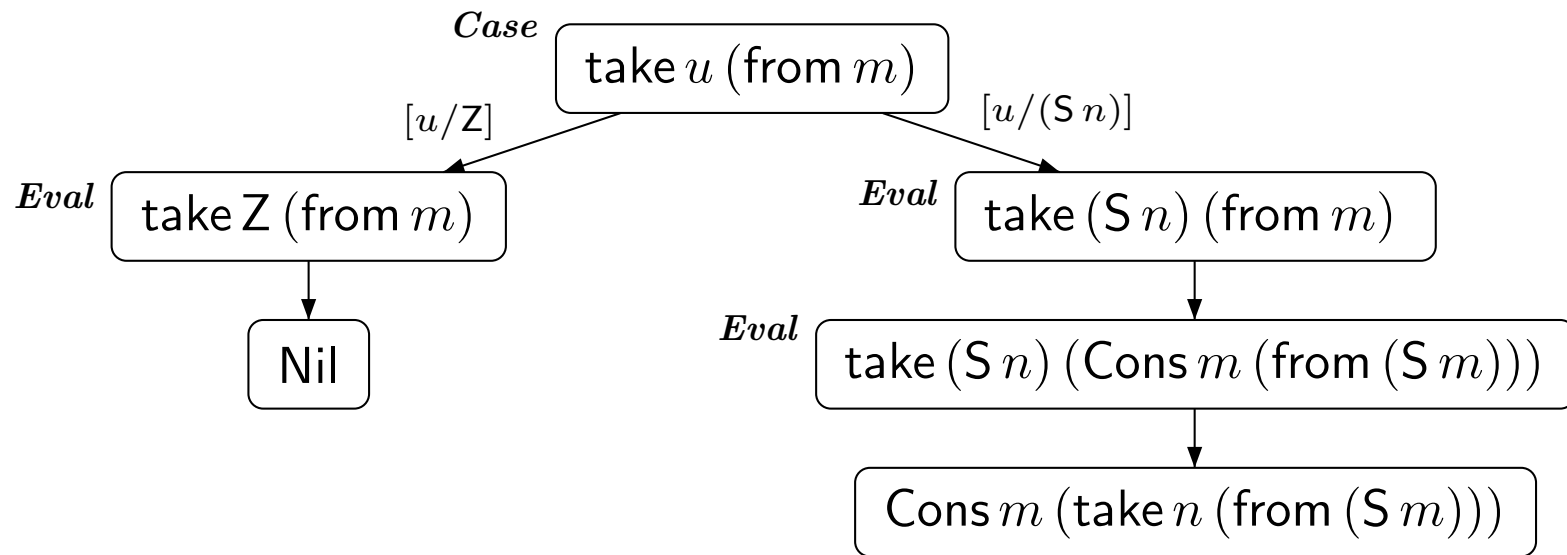 Case
take u (from m)
[u/Z]
[u/(S n)]
Eval
take Z (from m)
Eval
take (S n) (from m)
Nil
Eval
take (S n) (Cons m (from (S m)))
Cons m (take n (from (S m)))